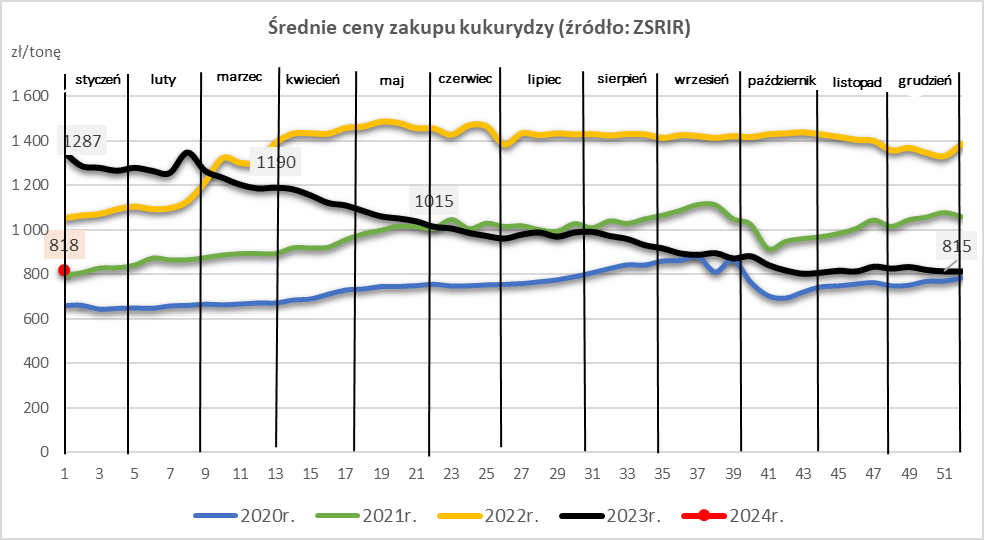 Średnie ceny zakupu kukurydzy (źródło: ZSRIR)
zł/tonę
styczeń luty marzec kwiecień maj czerwiec lipiec sierpień wrzesień październik listopad grudzień
1 600
1 400
1 200
1 000
800
600
400
200
0
1287
1190
1015
818
815
1 3 5 7 9 11 13 15 17 19 21 23 25 27 29 31 33 35 37 39 41 43 45 47 49 51
2020r. 2021r. 2022r. 2023r. 2024r.